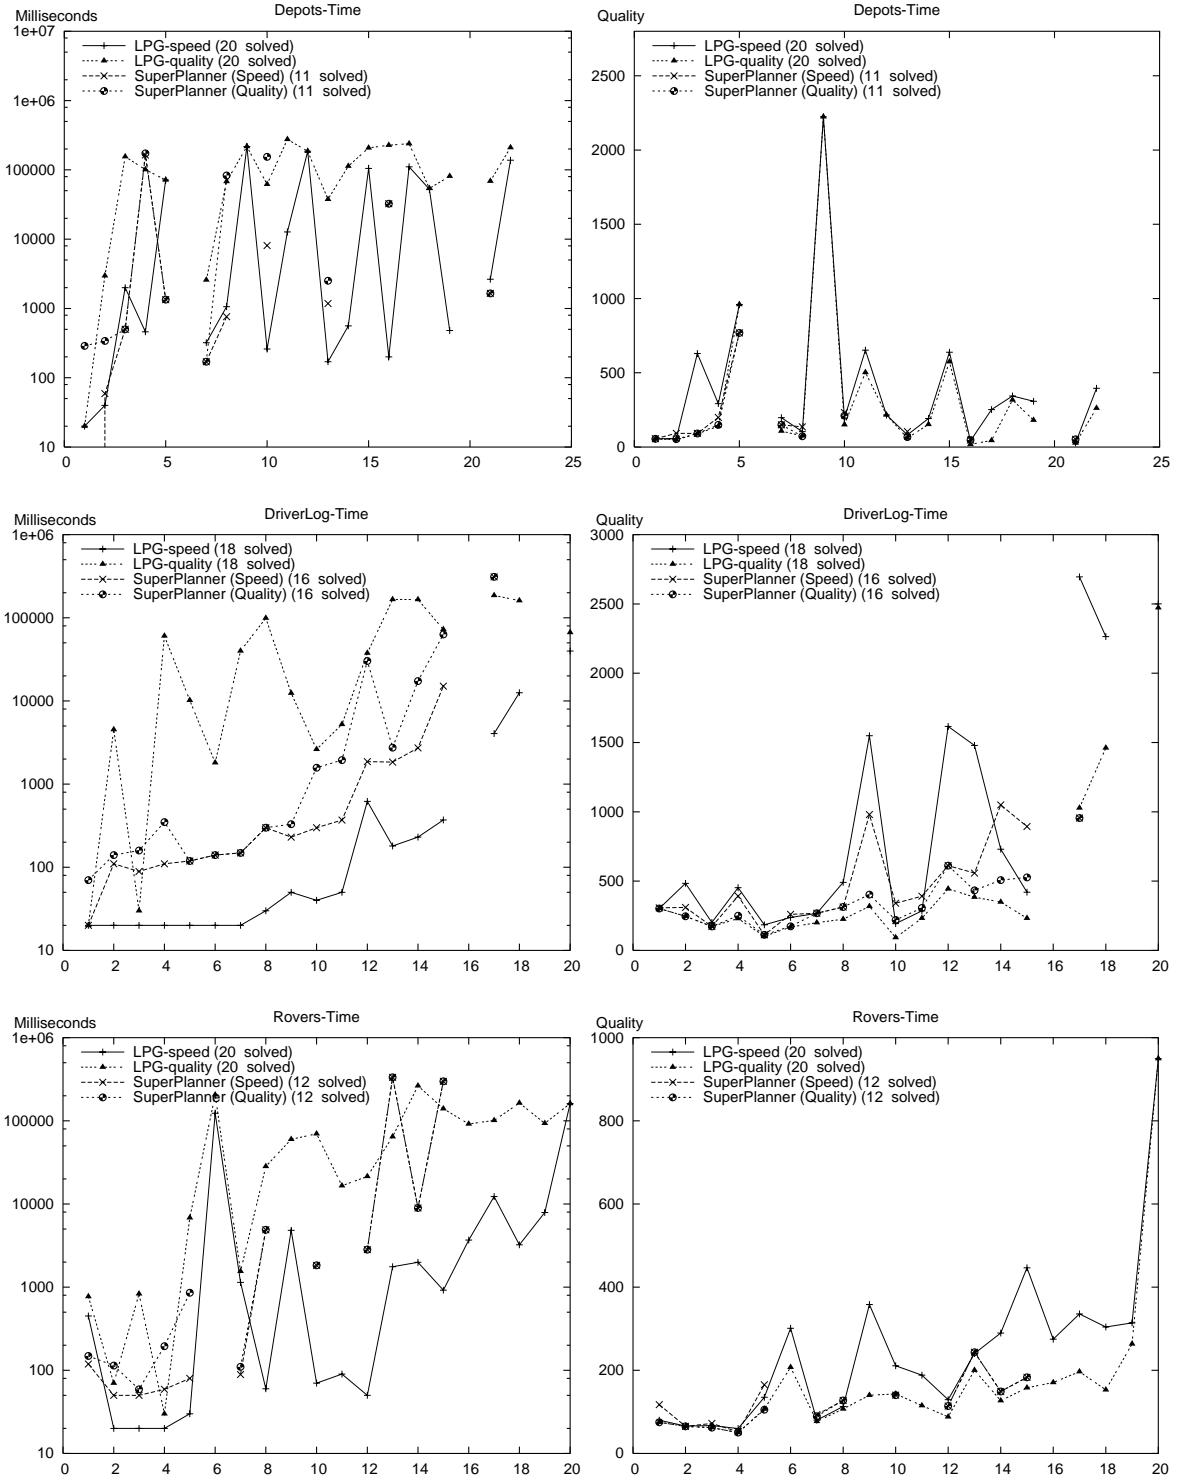 Milliseconds
Depots-Time
LPG-speed (20 solved)
LPG-quality (20 solved)
SuperPlanner (Speed) (11 solved)
SuperPlanner (Quality) (11 solved)
1e+07
1e+06
100000
10000
1000
100
10
0 5 10 15 20 25
Quality
Depots-Time
LPG-speed (20 solved)
LPG-quality (20 solved)
SuperPlanner (Speed) (11 solved)
SuperPlanner (Quality) (11 solved)
2500
2000
1500
1000
500
0
0 5 10 15 20 25
Milliseconds
DriverLog-Time
LPG-speed (18 solved)
LPG-quality (18 solved)
SuperPlanner (Speed) (16 solved)
SuperPlanner (Quality) (16 solved)
1e+06
100000
10000
1000
100
10
0 2 4 6 8 10 12 14 16 18 20
Quality
DriverLog-Time
LPG-speed (18 solved)
LPG-quality (18 solved)
SuperPlanner (Speed) (16 solved)
SuperPlanner (Quality) (16 solved)
3000
2500
2000
1500
1000
500
0
0 2 4 6 8 10 12 14 16 18 20
Milliseconds
Rovers-Time
LPG-speed (20 solved)
LPG-quality (20 solved)
SuperPlanner (Speed) (12 solved)
SuperPlanner (Quality) (12 solved)
1e+06
100000
10000
1000
100
10
0 2 4 6 8 10 12 14 16 18 20
Quality
Rovers-Time
LPG-speed (20 solved)
LPG-quality (20 solved)
SuperPlanner (Speed) (12 solved)
SuperPlanner (Quality) (12 solved)
1000
800
600
400
200
0
0 2 4 6 8 10 12 14 16 18 20